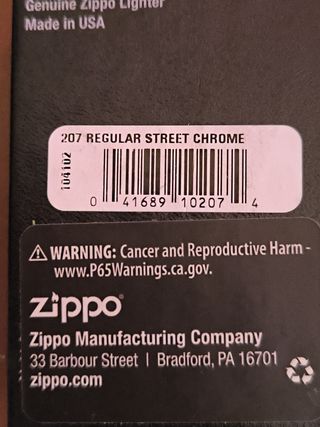 Genuine Zippo Lighter
Made in USA
207 REGULAR STREET CHROME
104102
0 41689 10207 4
WARNING: Cancer and Reproductive Harm -
www.P65Warnings.ca.gov.
zippo®
Zippo Manufacturing Company
33 Barbour Street | Bradford, PA 16701
zippo.com